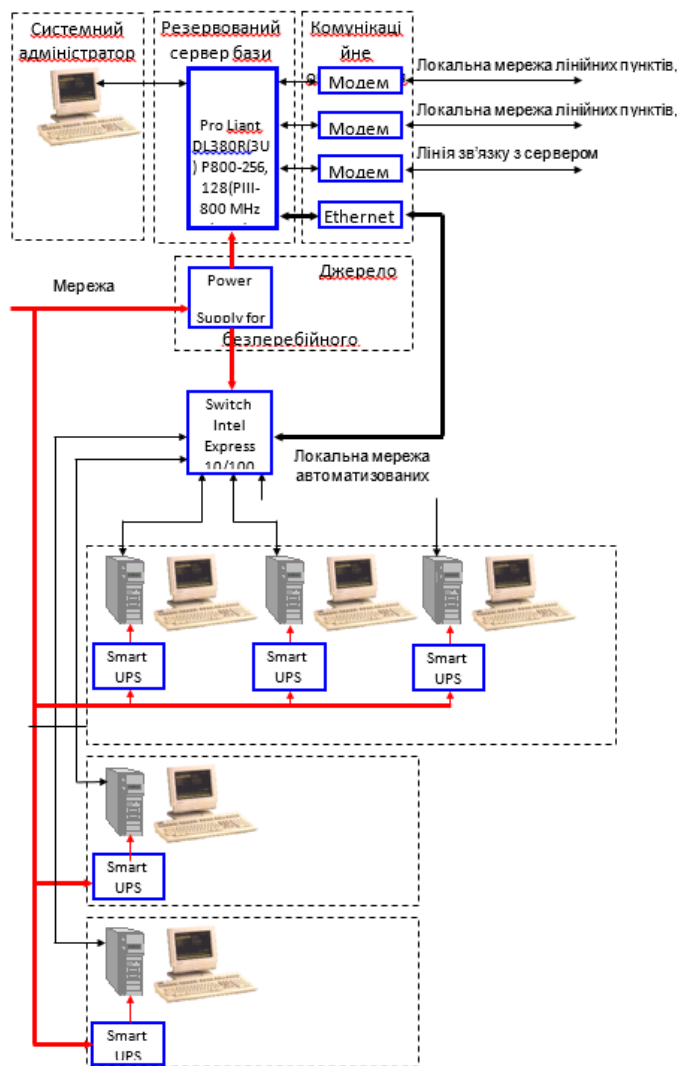 Системний
адміністратор
Резервований
сервер бази
Комунікаці
йне
Модем
Локальна мережа лінійних пунктів,
Модем
Локальна мережа лінійних пунктів,
Модем
Лінія зв'язку з сервером
Ethernet
Pro Liant
DL380R(3U
) P800-256,
128(PIII-
800 MHz
Джерело
безперебійного
Мережа
Power
Supply for
Switch
Intel
Express
10/100
Локальна мережа
автоматизованих
Smart
UPS
Smart
UPS
Smart
UPS
Smart
UPS
Smart
UPS